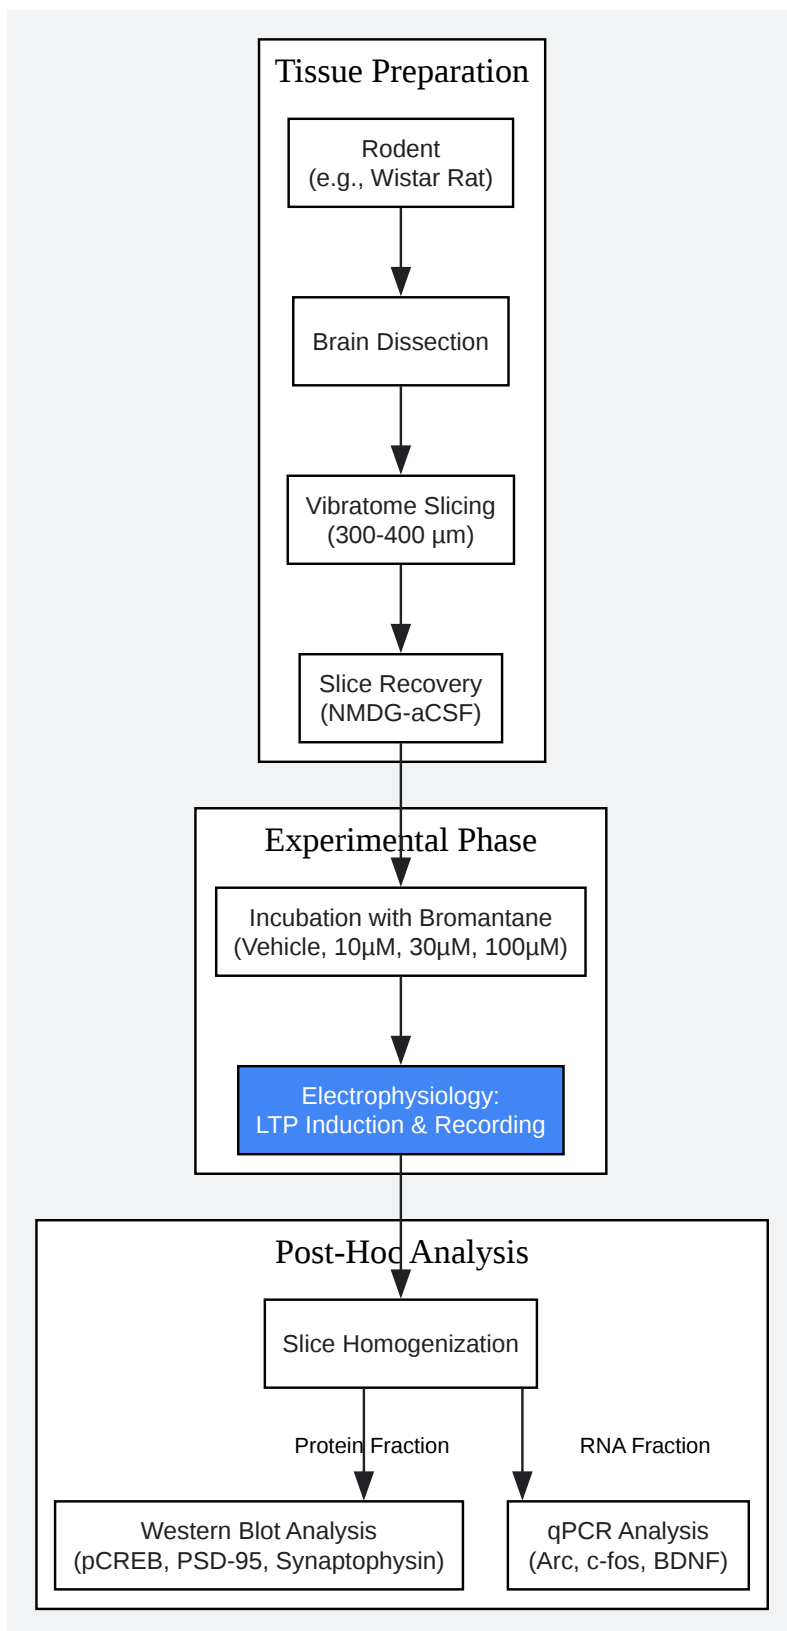 Tissue Preparation
Rodent
(e.g., Wistar Rat)
Brain Dissection
Vibratome Slicing
(300-400 µm)
Slice Recovery
(NMDG-aCSF)
Experimental Phase
Incubation with Bromantane
(Vehicle, 10µM, 30µM, 100µM)
Electrophysiology:
LTP Induction & Recording
Post-Hoc Analysis
Slice Homogenization
Protein Fraction
RNA Fraction
Western Blot Analysis
(pCREB, PSD-95, Synaptophysin)
qPCR Analysis
(Arc, c-fos, BDNF)